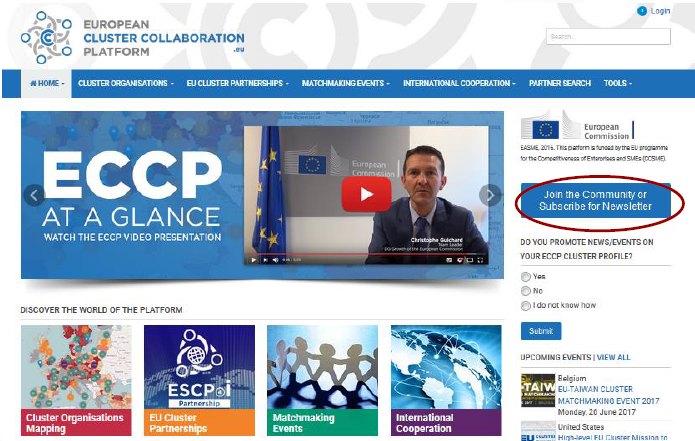 EUROPEAN
CLUSTER COLLABORATION
PLATFORM .eu
Login
Search
HOME
CLUSTER ORGANISATIONS
EU CLUSTER PARTNERSHIPS
MATCHMAKING EVENTS
INTERNATIONAL COOPERATION
PARTNER SEARCH
TOOLS
ECCP
AT A GLANCE
WATCH THE ECCP VIDEO PRESENTATION
European
Commission
Christophe Guichard
Team Leader
DG Growth of the European Commission
European
Commission
EASME, 2016. This platform is funded by the EU programme
for the Competitiveness of Enterprises and SMEs (COSME).
Join the Community or
Subscribe for Newsletter
DO YOU PROMOTE NEWS/EVENTS ON
YOUR ECCP CLUSTER PROFILE?
Yes
No
I do not know how
Submit
DISCOVER THE WORLD OF THE PLATFORM
Cluster Organisations
Mapping
ESCP
Partnership
EU Cluster
Partnerships
Matchmaking
Events
International
Cooperation
UPCOMING EVENTS | VIEW ALL
Belgium
EU-TAIWAN CLUSTER
MATCHMAKING EVENT 2017
Monday, 26 June 2017
United States
High-level EU Cluster Mission to